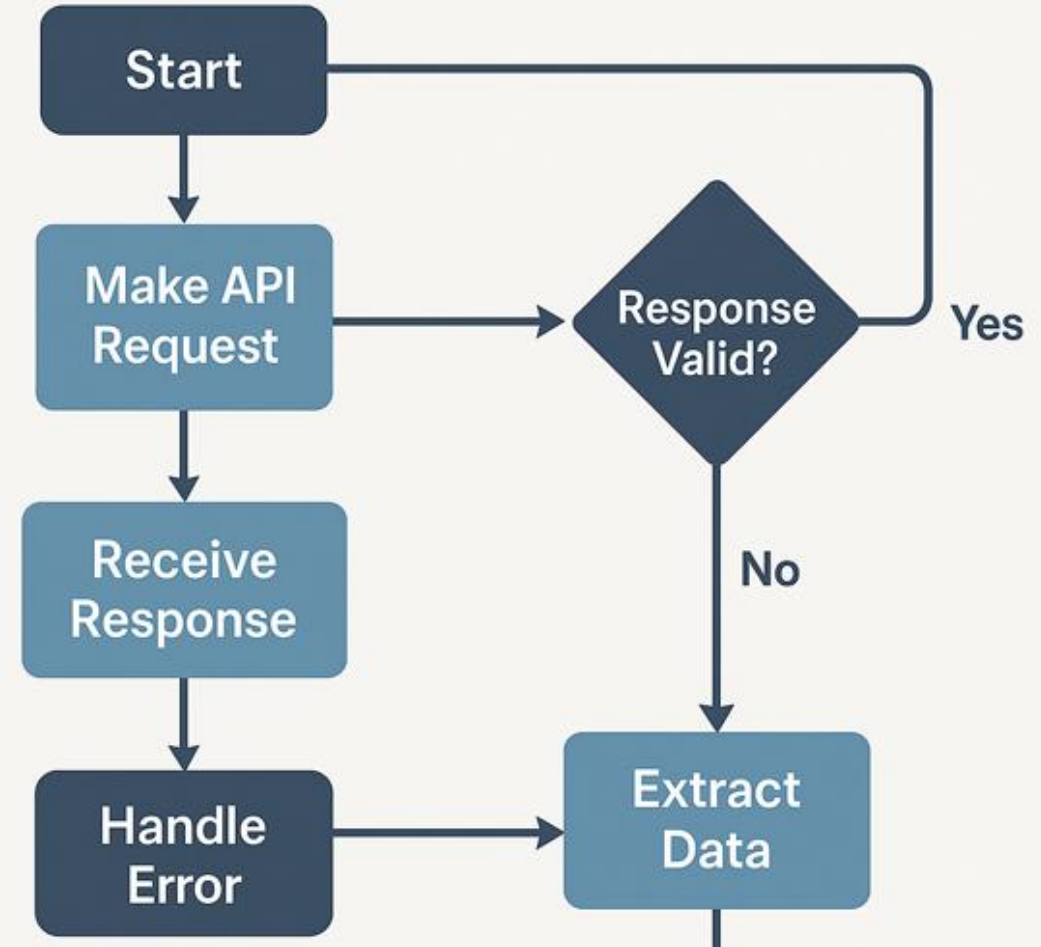 Start
Make API
Request
Response
Valid?
Yes
Receive
Response
No
Handle
Error
Extract
Data